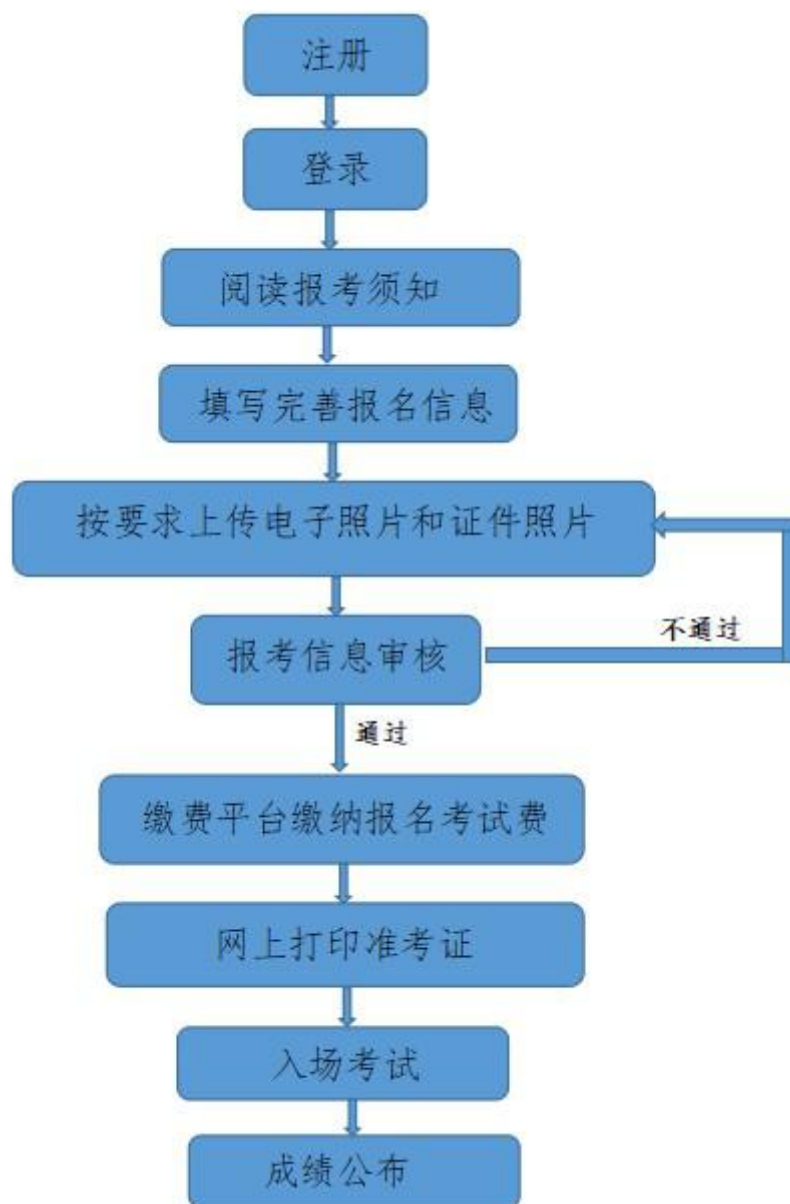 注册
登录
阅读报考须知
填写完善报名信息
按要求上传电子照片和证件照片
不通过
报考信息审核
通过
缴费平台缴纳报名考试费
网上打印准考证
入场考试
成绩公布